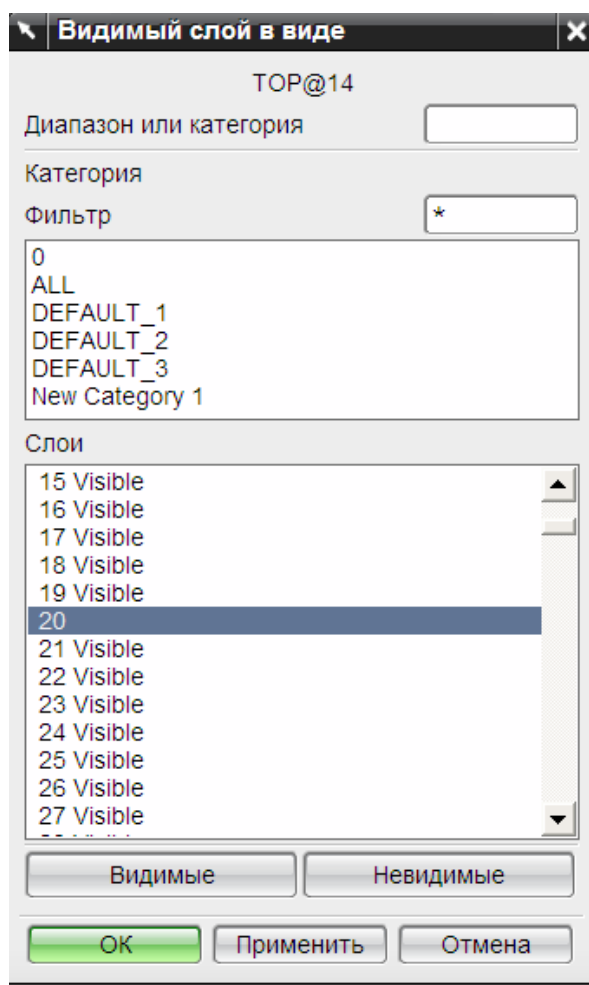 Видимый слой в виде
TOP@14
Диапазон или категория
Категория
Фильтр *
0
ALL
DEFAULT_1
DEFAULT_2
DEFAULT_3
New Category 1
Слои
15 Visible
16 Visible
17 Visible
18 Visible
19 Visible
20
21 Visible
22 Visible
23 Visible
24 Visible
25 Visible
26 Visible
27 Visible
Видимые Невидимые
ОК Применить Отмена